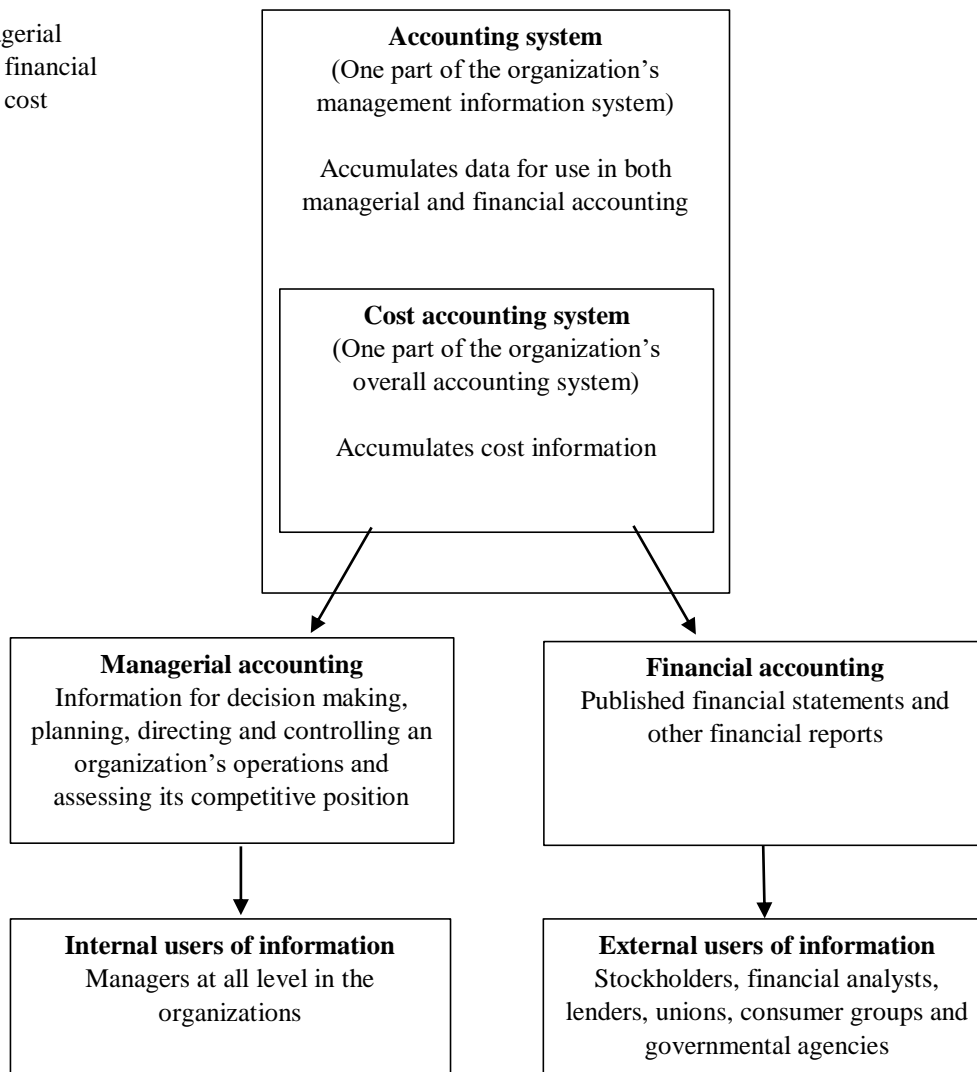 gerial
financial
cost
Accounting system
(One part of the organization’s
management information system)
Accumulates data for use in both
managerial and financial accounting
Cost accounting system
(One part of the organization’s
overall accounting system)
Accumulates cost information
Managerial accounting
Information for decision making,
planning, directing and controlling an
organization’s operations and
assessing its competitive position
Financial accounting
Published financial statements and
other financial reports
Internal users of information
Managers at all level in the
organizations
External users of information
Stockholders, financial analysts,
lenders, unions, consumer groups and
governmental agencies